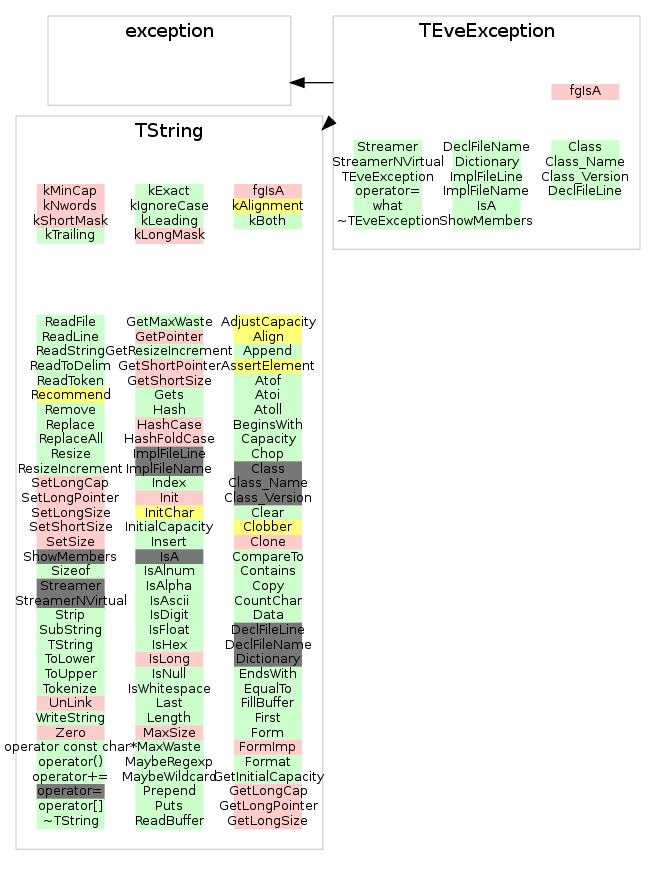 exception
TEveException
fgIsA
Streamer DeclFileName Class
StreamerNVirtual Dictionary Class_Name
TEveException ImplFileLine Class_Version
operator= ImplFileName DeclFileLine
what IsA
~TEveException ShowMembers
TString
kMinCap kExact fgIsA
kNwords kIgnoreCase kAlignment
kShortMask kLeading kBoth
kTrailing kLongMask
ReadFile GetMaxWaste AdjustCapacity
ReadLine GetPointer Align
ReadString GetResizeIncrement Append
ReadToDelim GetShortPointer AssertElement
ReadToken GetShortSize Atof
Recommend Gets Atoi
Remove Hash Atoll
Replace HashCase BeginsWith
ReplaceAll HashFoldCase Capacity
Resize ImplFileLine Chop
ResizeIncrement ImplFileName Class
SetLongCap Index Class_Name
SetLongPointer Init Class_Version
SetLongSize InitChar Clear
SetShortSize InitialCapacity Clobber
SetSize Insert Clone
ShowMembers IsA CompareTo
Sizeof IsAlnum Contains
Streamer IsAlpha Copy
StreamerNVirtual IsAscii CountChar
Strip IsDigit Data
SubString IsFloat DeclFileLine
TString IsHex DeclFileName
ToLower IsLong Dictionary
ToUpper IsNull EndsWith
Tokenize IsWhitespace EqualTo
UnLink Last FillBuffer
WriteString Length First
Zero MaxSize Form
operator const char* MaxWaste FormImp
operator() MaybeRegexp Format
operator+= MaybeWildcard GetInitialCapacity
operator= Prepend GetLongCap
operator[] Puts GetLongPointer
~TString ReadBuffer GetLongSize